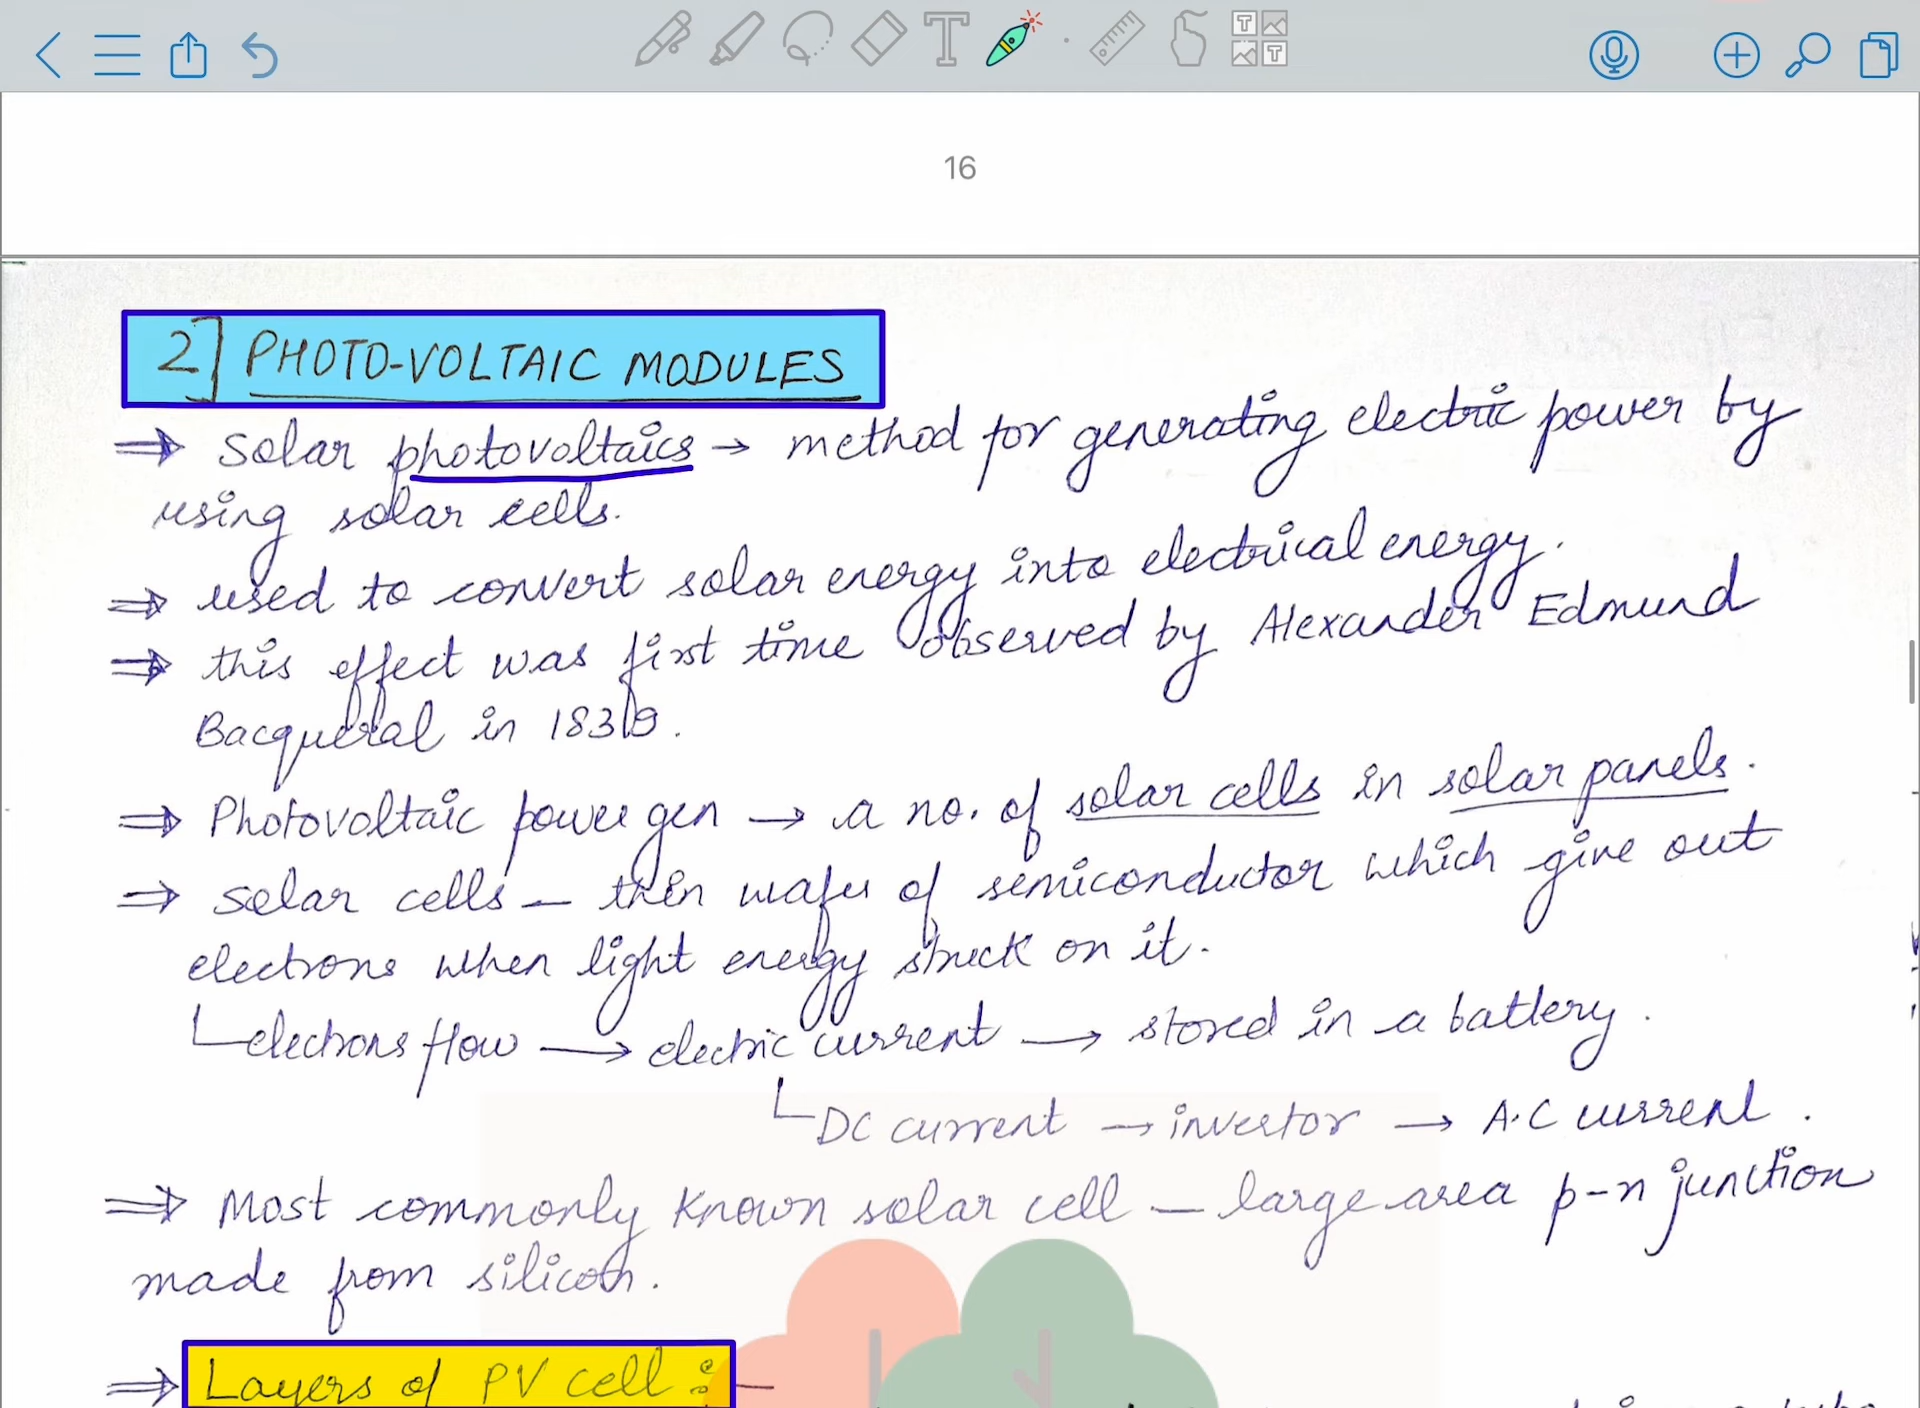 16
2] PHOTO-VOLTAIC MODULES
⇒ Solar photovoltaics → method for generating electric power by
using solar cells.
⇒ used to convert solar energy into electrical energy.
⇒ this effect was first time observed by Alexander Edmund
Bacqueral in 1839.
⇒ Photovoltaic power gen → a no. of solar cells in solar panels.
⇒ Solar cells – thin wafer of semiconductor which give out
electrons when light energy struck on it.
electrons flow → electric current → stored in a battery.
DC current → invertor → A.C current.
⇒ Most commonly known solar cell – large area p-n junction
made from silicon.
⇒ Layers of PV cell :-